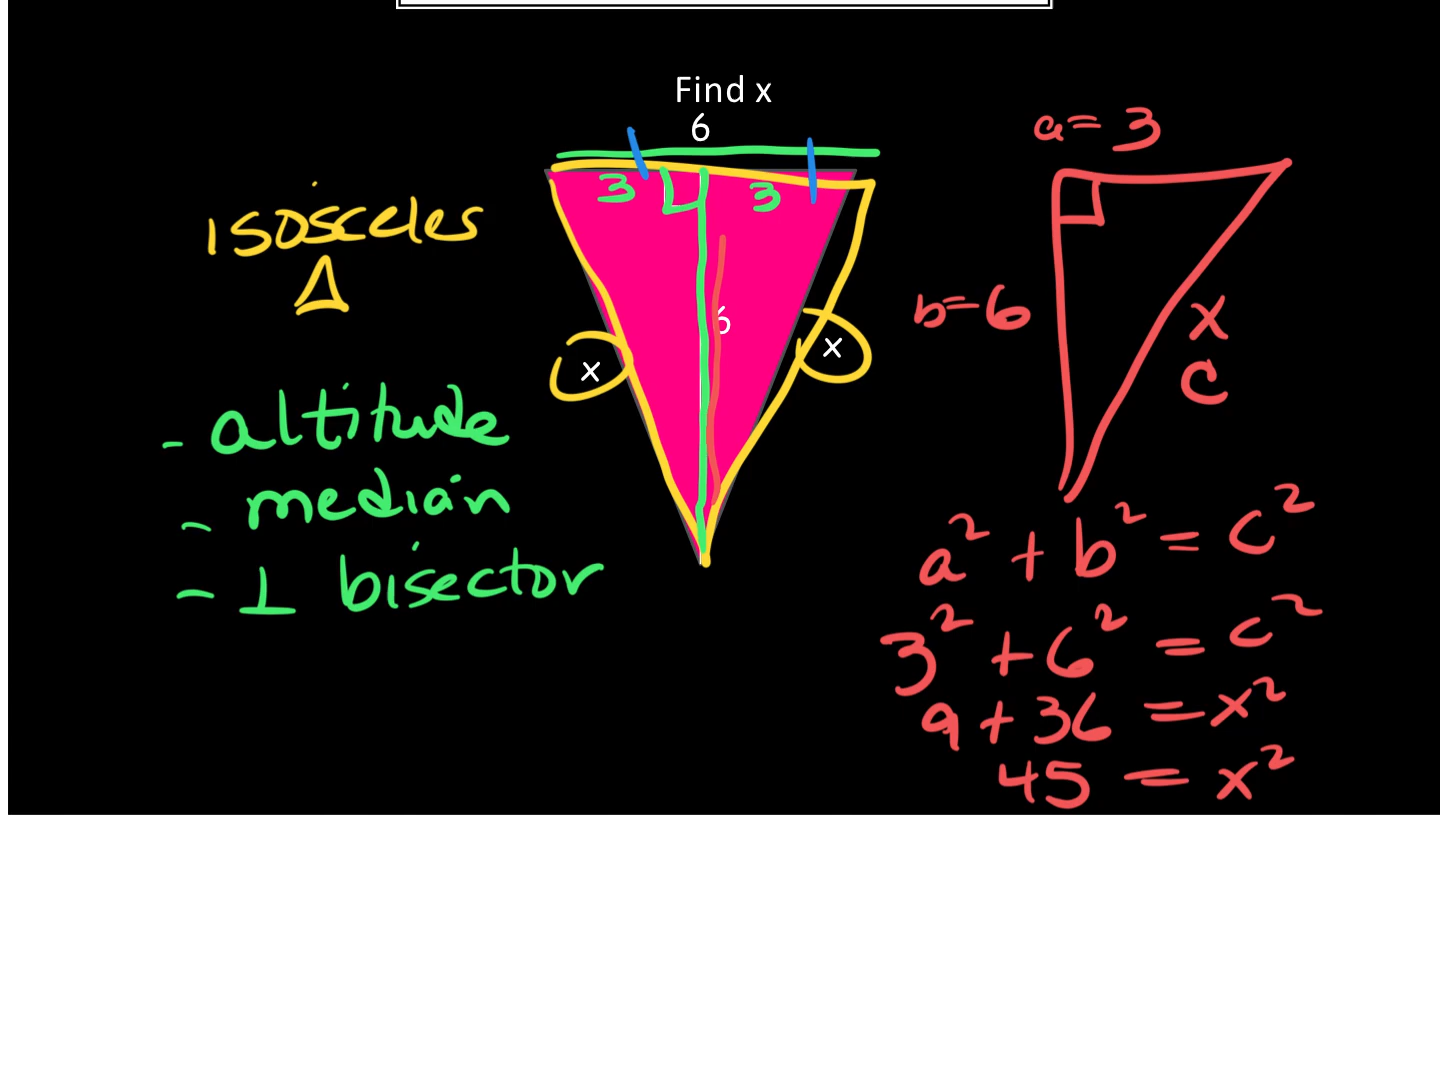 Find x
6
3 3
6
x x
isosceles
Δ
- altitude
- median
- ⊥ bisector
a = 3
b = 6
x
c
a² + b² = c²
3² + 6² = c²
9 + 36 = x²
45 = x²